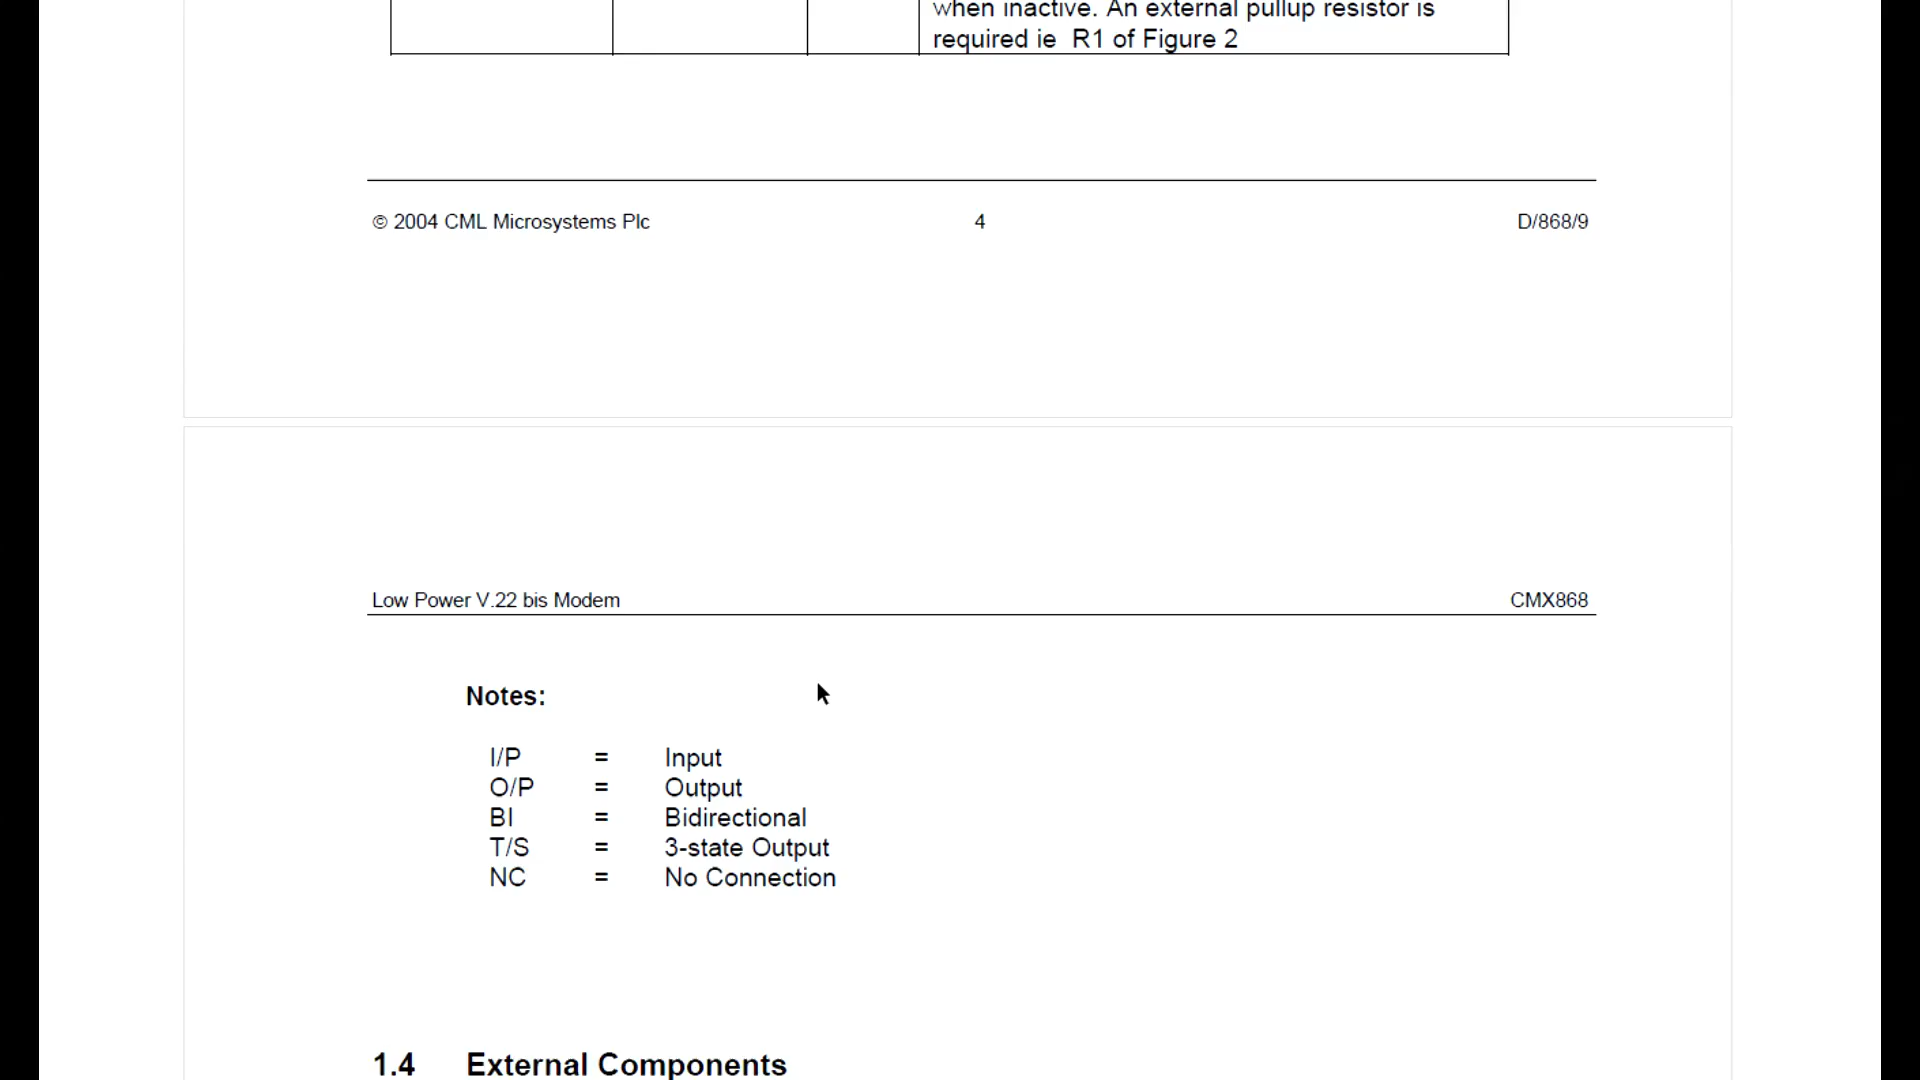 when inactive. An external pullup resistor is
required ie R1 of Figure 2
© 2004 CML Microsystems Plc 4 D/868/9
Low Power V.22 bis Modem CMX868
Notes:
I/P = Input
O/P = Output
BI = Bidirectional
T/S = 3-state Output
NC = No Connection
1.4 External Components